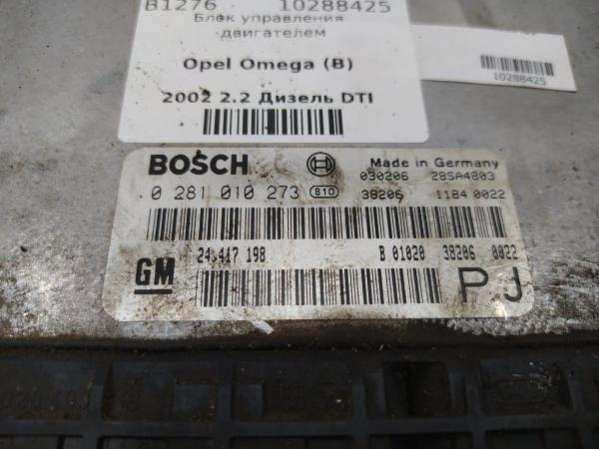 B1276 10288425
Блок управления
двигателем
Opel Omega (B)
2002 2.2 Дизель DTI
10288425
BOSCH Made in Germany
0 281 010 273 B10 030206 28SA4803
38206 1184 0022
GM 24 417 198 B 01020 38206 0022
PJ